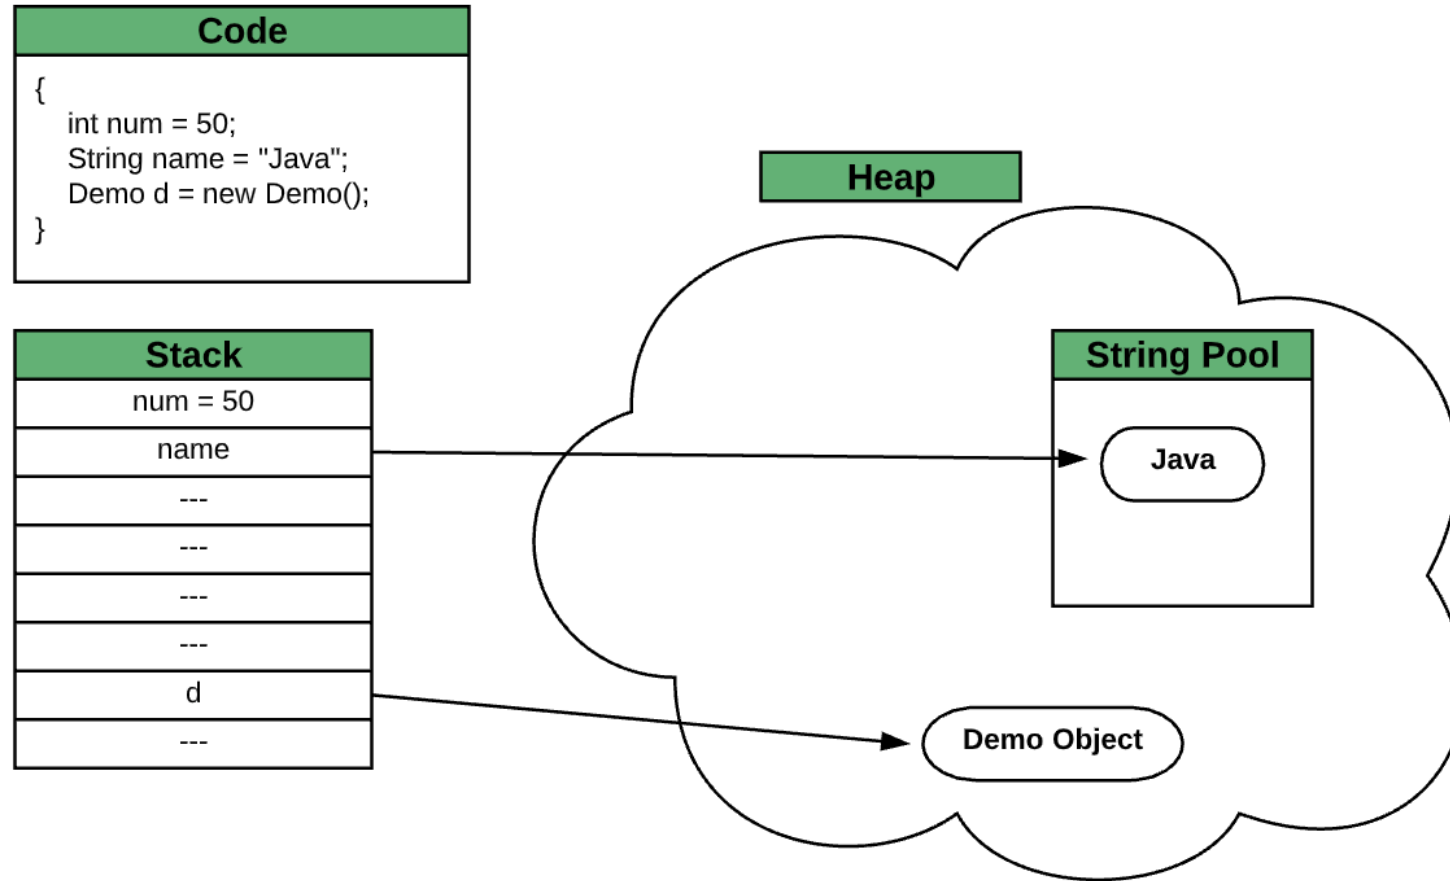 Code
{
int num = 50;
String name = "Java";
Demo d = new Demo();
}
Heap
Stack
num = 50
name
---
---
---
---
d
---
String Pool
Java
Demo Object